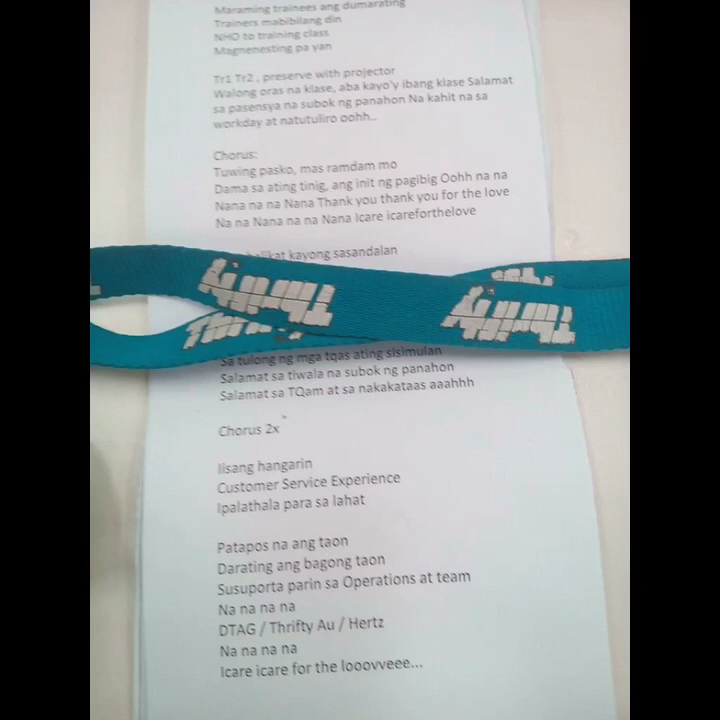 Maraming trainees ang dumarating
Trainers mabibilang din
NHO to training class
Magnenesting pa yan
Tr1 Tr2 , preserve with projector
Walong oras na klase, aba kayo'y ibang klase Salamat
sa pasensya na subok ng panahon Na kahit na sa
workday at natutuliro oohh..
Chorus:
Tuwing pasko, mas ramdam mo
Dama sa ating tinig, ang init ng pagibig Oohh na na
Nana na na Nana Thank you thank you for the love
Na na Nana na na Nana Icare icareforthelove
kayong sasandalan
Thrifty
Thrifty
Sa tulong ng mga tqas ating sisimulan
Salamat sa tiwala na subok ng panahon
Salamat sa TQam at sa nakakataas aaahhh
Chorus 2x
Iisang hangarin
Customer Service Experience
Ipalathala para sa lahat
Patapos na ang taon
Darating ang bagong taon
Susuporta parin sa Operations at team
Na na na na
DTAG / Thrifty Au / Hertz
Na na na na
Icare icare for the looovveee...